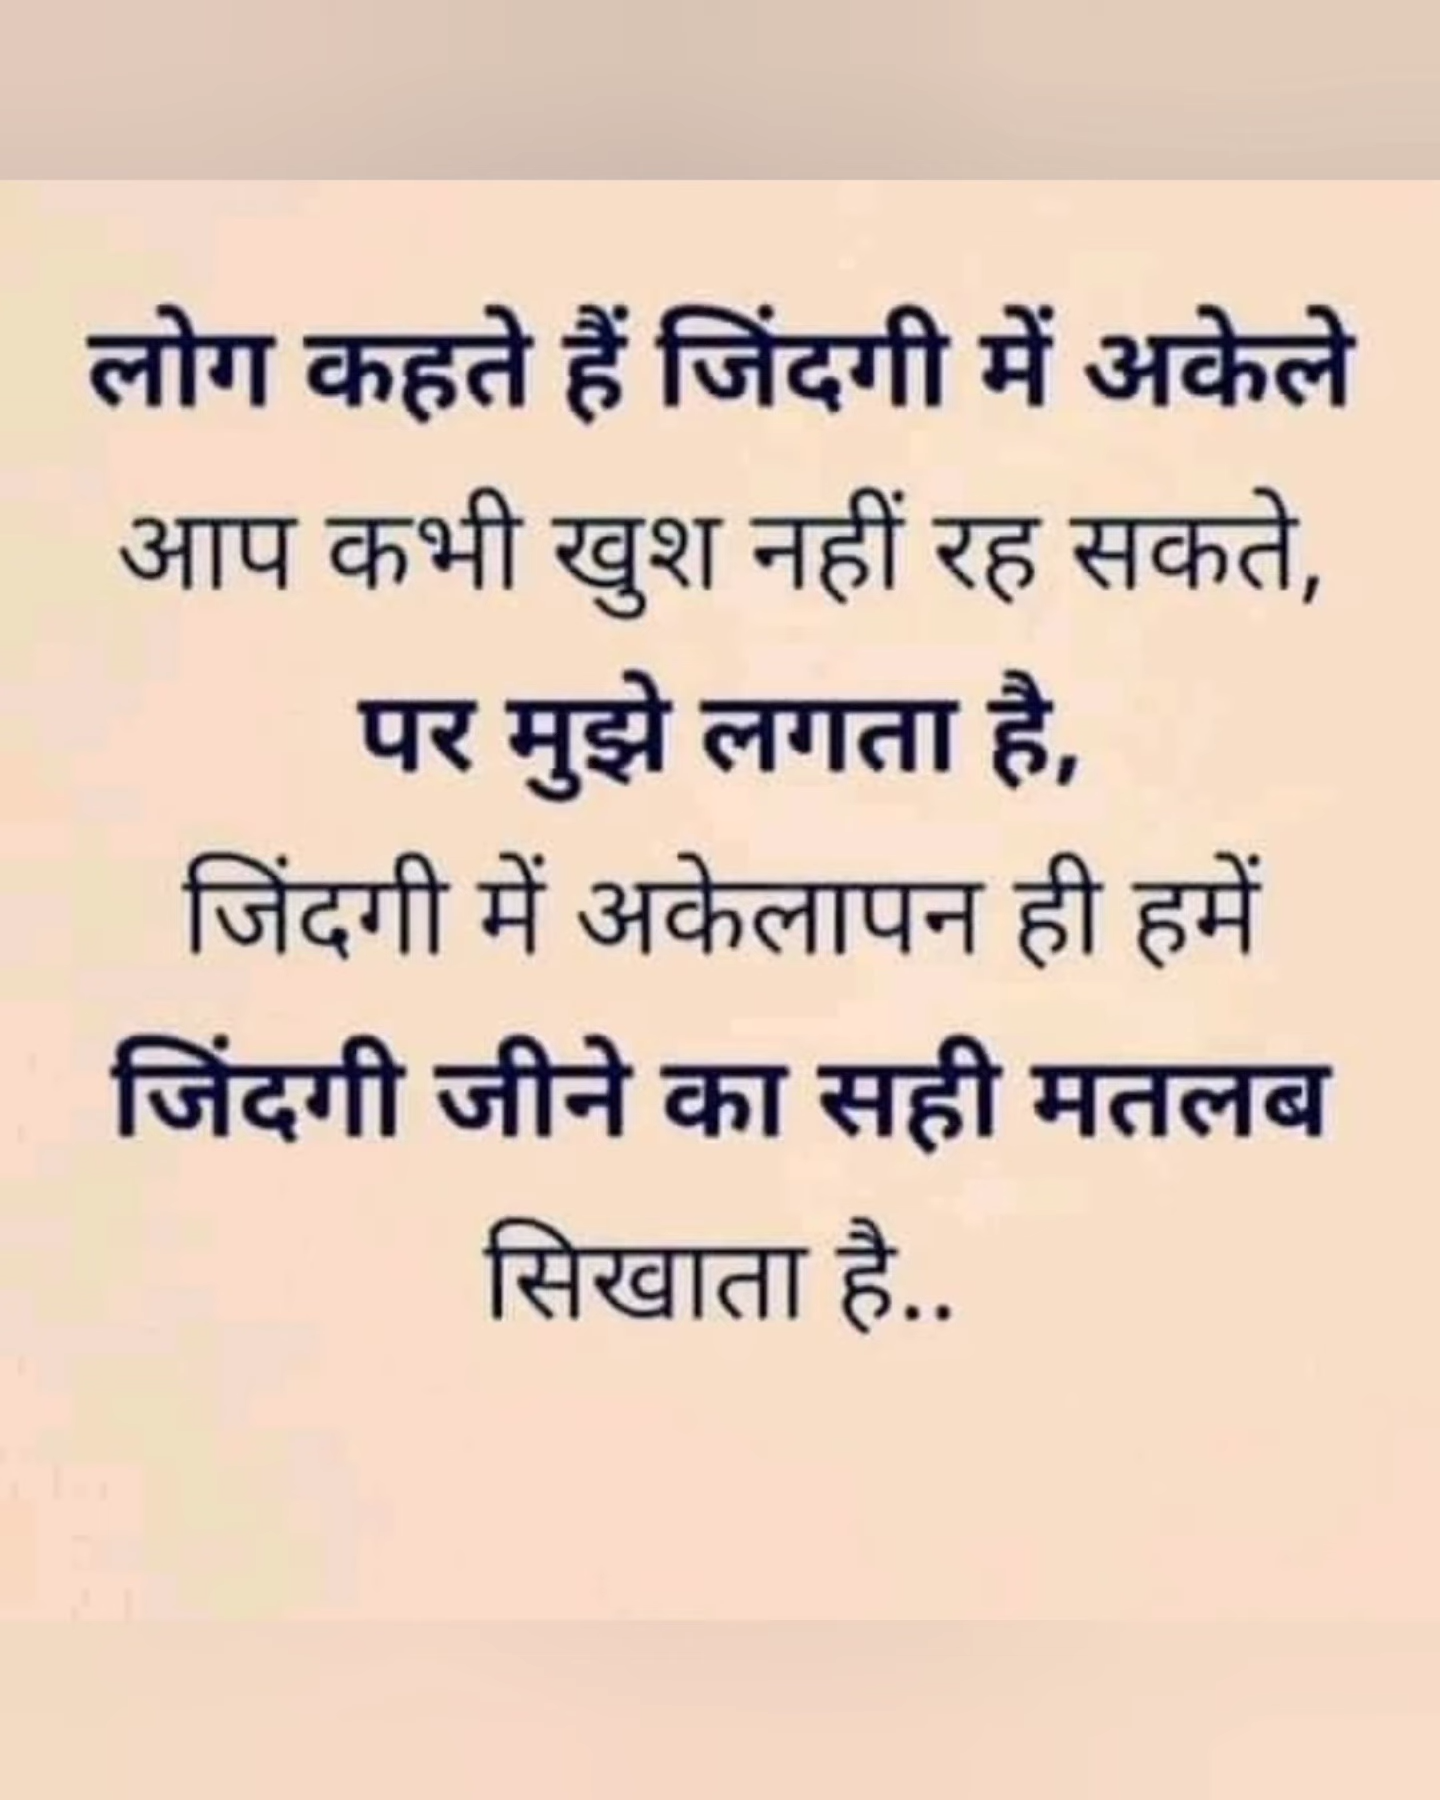 लोग कहते हैं जिंदगी में अकेले
आप कभी खुश नहीं रह सकते,
पर मुझे लगता है,
जिंदगी में अकेलापन ही हमें
जिंदगी जीने का सही मतलब
सिखाता है..